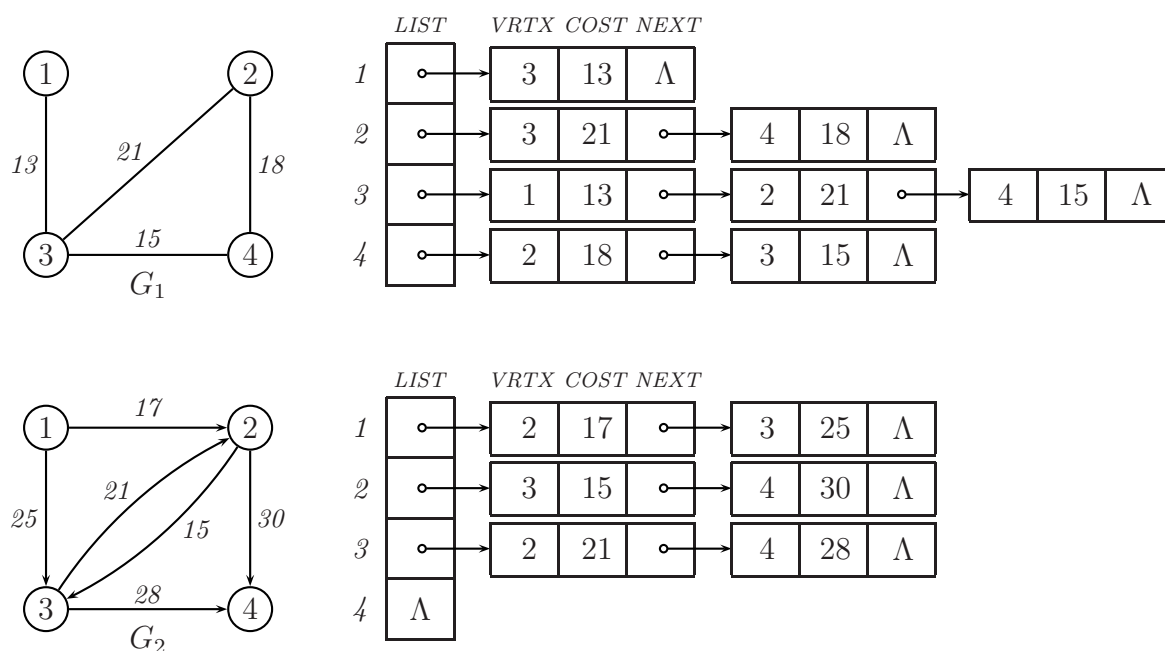 LIST VRTX COST NEXT
1 2 1 3 13 Λ
21 2 3 21 4 18 Λ
13 18
3 1 13 2 21 4 15 Λ
15
3 4 4 2 18 3 15 Λ
G1
LIST VRTX COST NEXT
17
1 2 1 2 17 3 25 Λ
21 2 3 15 4 30 Λ
25 15 30
3 2 21 4 28 Λ
28
3 4 4 Λ
G2